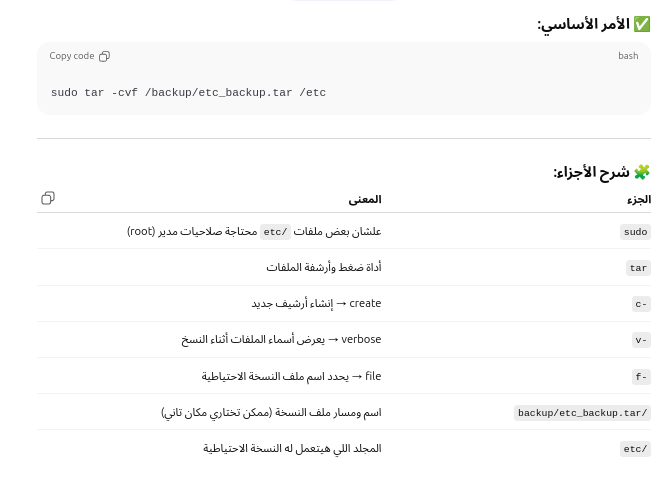 ✅ الأمر الأساسي:
bash Copy code
sudo tar -cvf /backup/etc_backup.tar /etc
🧩 شرح الأجزاء:
الجزء المعنى
sudo علشان بعض ملفات /etc محتاجة صلاحيات مدير (root)
tar أداة ضغط وأرشفة الملفات
-c create → إنشاء أرشيف جديد
-v verbose → يعرض أسماء الملفات أثناء النسخ
-f file → يحدد اسم ملف النسخة الاحتياطية
/backup/etc_backup.tar اسم ومسار ملف النسخة (ممكن تختاري مكان تاني)
/etc المجلد اللي هيتعمل له النسخة الاحتياطية